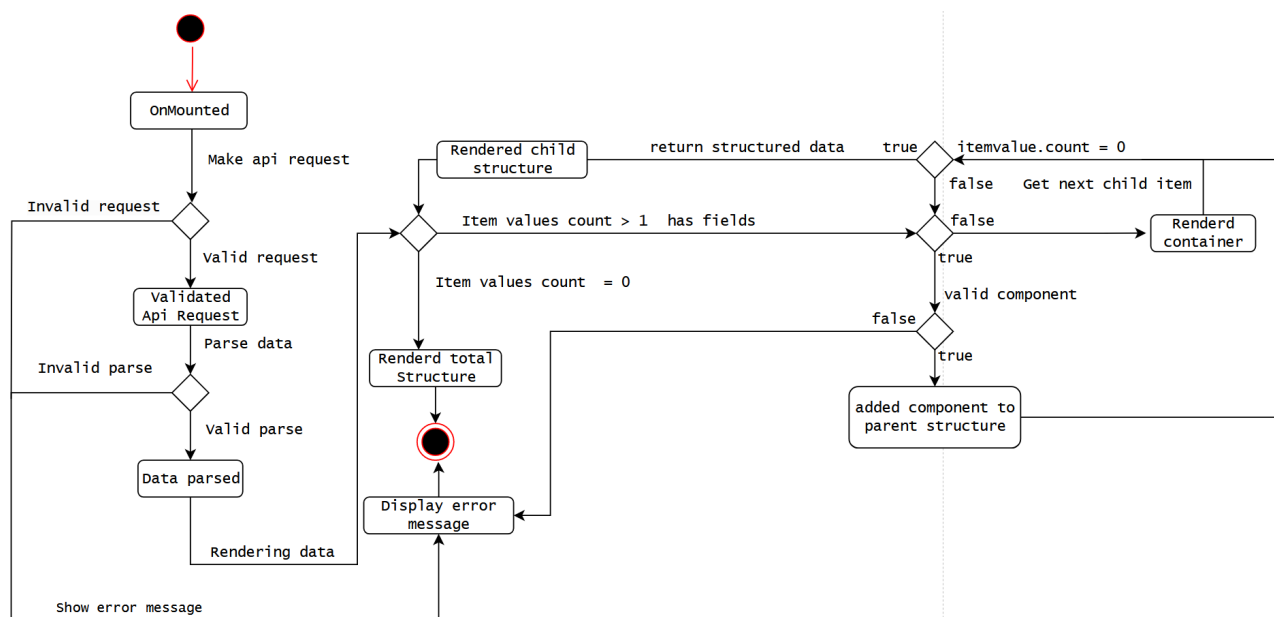 OnMounted
Make api request
Invalid request
Valid request
Validated
Api Request
Parse data
Invalid parse
Valid parse
Data parsed
Rendering data
Show error message
Rendered child
structure
return structured data
true
itemvalue.count = 0
false
Get next child item
Item values count > 1  has fields
false
Renderd
container
true
Item values count  = 0
valid component
false
true
Renderd total
Structure
added component to
parent structure
Display error
message